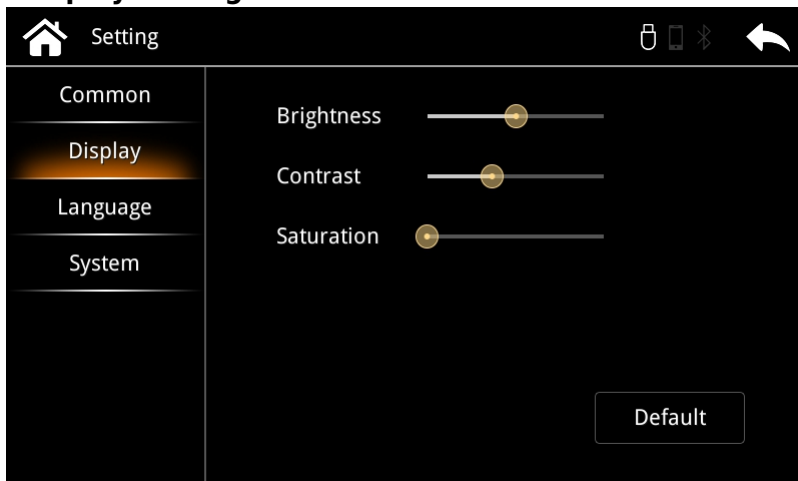 Setting
Common
Display
Language
System
Brightness
Contrast
Saturation
Default